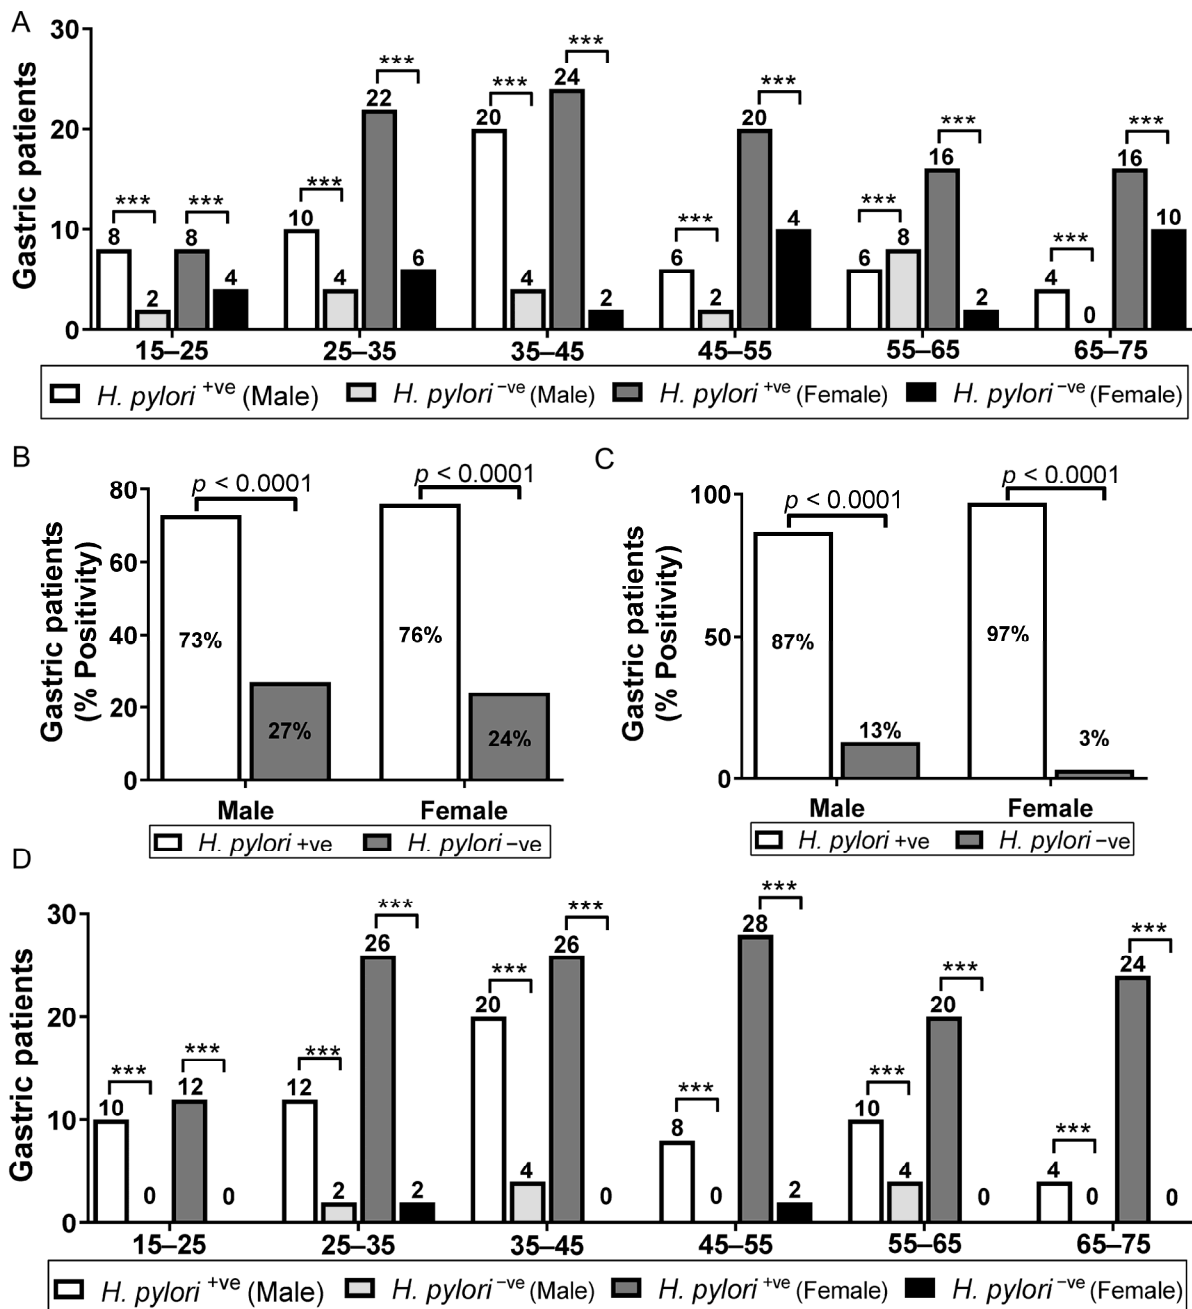 A
Gastric patients
30
20
10
0
*** *** *** *** *** *** *** *** *** *** *** ***
8 2 8 4
10 4 22 6
20 4 24 2
6 2 20 4
6 8 16 2
4 0 16 10
15–25 25–35 35–45 45–55 55–65 65–75
H. pylori +ve (Male) H. pylori −ve (Male) H. pylori +ve (Female) H. pylori −ve (Female)
B
Gastric patients
(% Positivity)
80
60
40
20
0
p < 0.0001 p < 0.0001
73% 27% 76% 24%
Male Female
H. pylori +ve H. pylori −ve
C
Gastric patients
(% Positivity)
100
50
0
p < 0.0001 p < 0.0001
87% 13% 97% 3%
Male Female
H. pylori +ve H. pylori −ve
D
Gastric patients
30
20
10
0
*** *** *** *** *** *** *** *** *** *** *** ***
10 0 12 0
12 2 26 2
20 4 26 0
8 0 28 2
10 4 20 0
4 0 24 0
15–25 25–35 35–45 45–55 55–65 65–75
H. pylori +ve (Male) H. pylori −ve (Male) H. pylori +ve (Female) H. pylori −ve (Female)